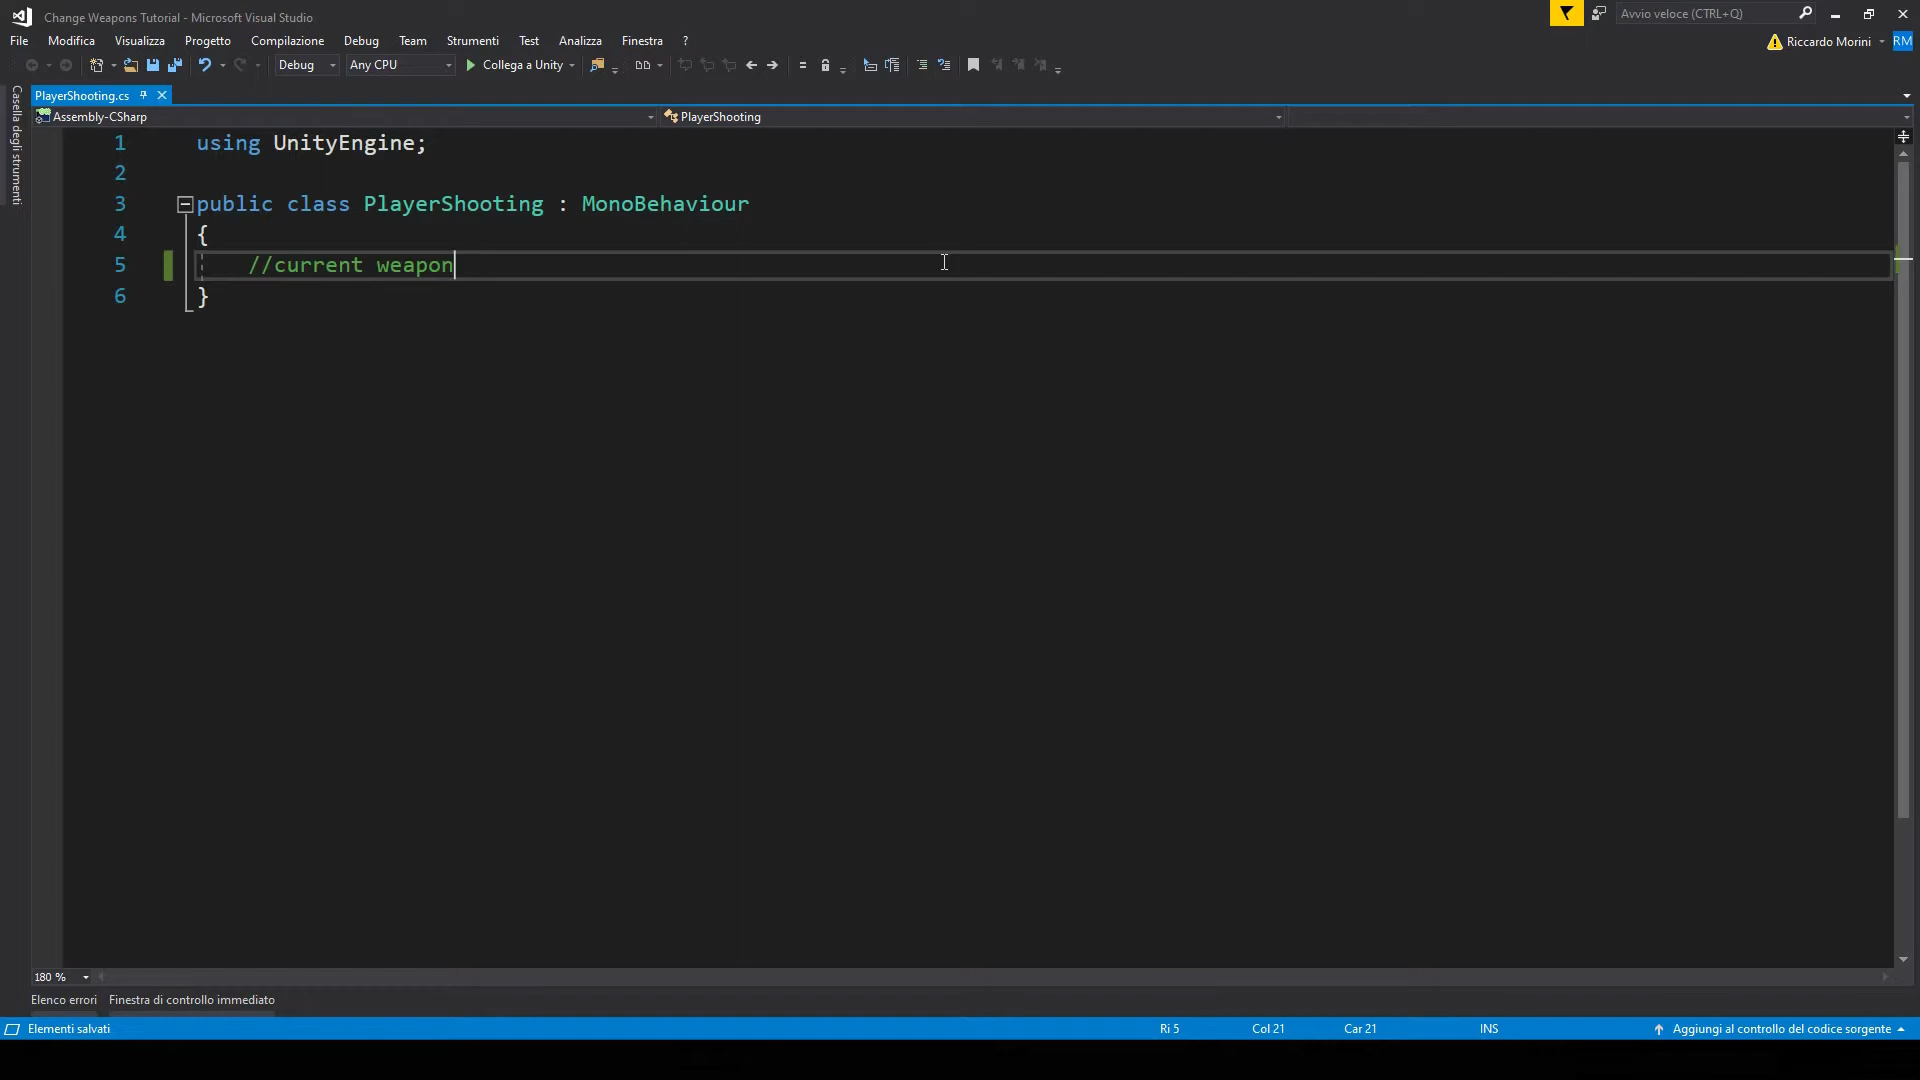 Change Weapons Tutorial - Microsoft Visual Studio
Avvio veloce (CTRL+Q)
File Modifica Visualizza Progetto Compilazione Debug Team Strumenti Test Analizza Finestra ?
Riccardo Morini RM
Debug Any CPU Collega a Unity
Casella degli strumenti
PlayerShooting.cs
Assembly-CSharp PlayerShooting
1 using UnityEngine;
2
3 public class PlayerShooting : MonoBehaviour
4 {
5 //current weapon
6 }
180 %
Elenco errori Finestra di controllo immediato
Elementi salvati Ri 5 Col 21 Car 21 INS Aggiungi al controllo del codice sorgente